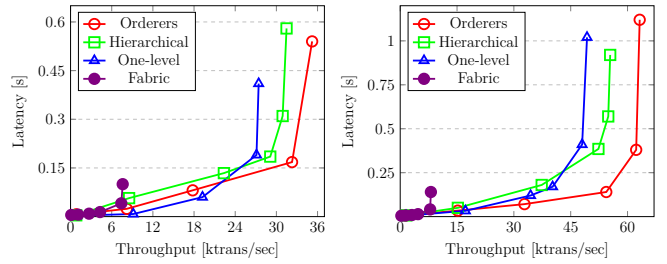 0.6
0.45
0.3
0.15
0
6
12
18
24
30
36
Latency [s]
Throughput [ktrans/sec]
Orderers
Hierarchical
One-level
Fabric
1
0.75
0.5
0.25
0
15
30
45
60
Latency [s]
Throughput [ktrans/sec]
Orderers
Hierarchical
One-level
Fabric